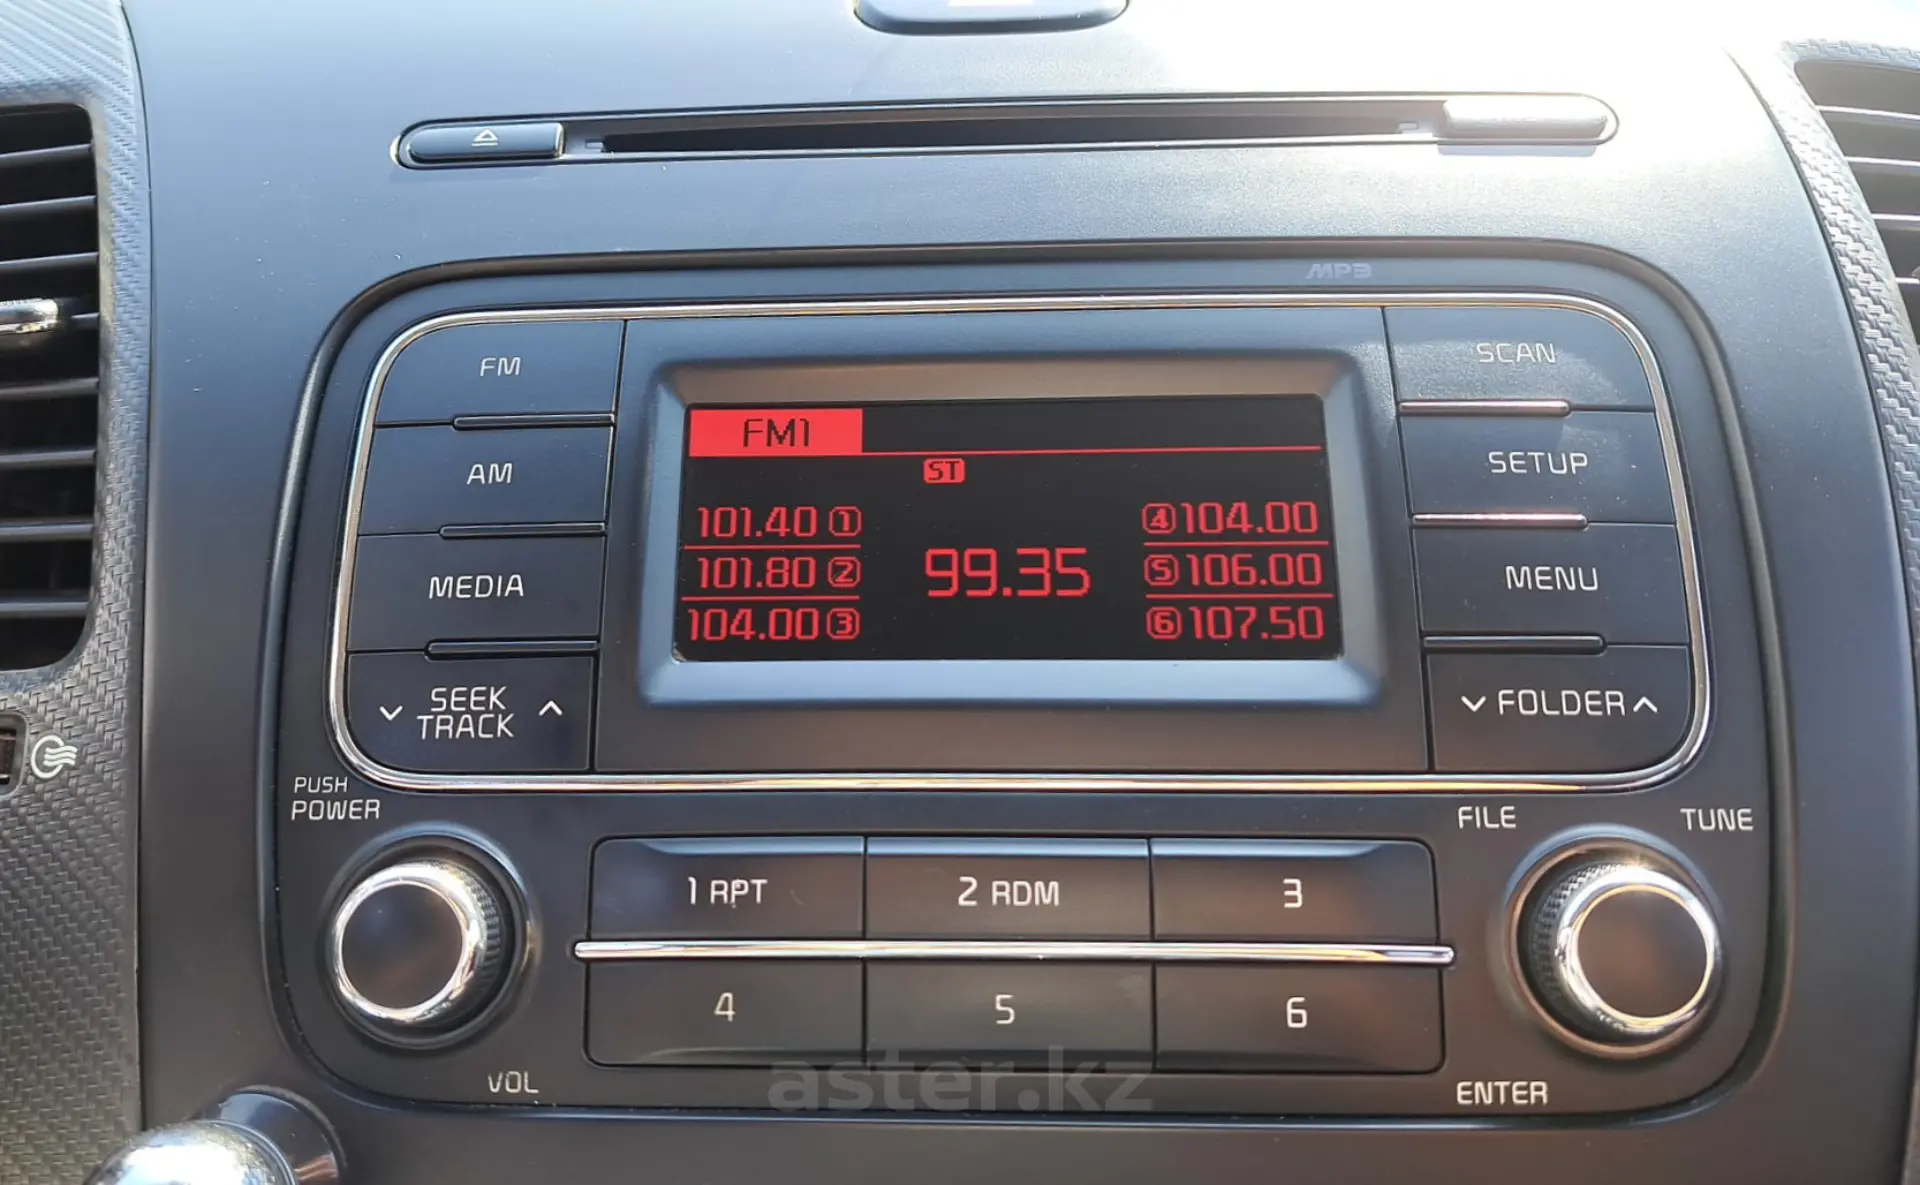 MP3
FM
AM
MEDIA
SEEK
TRACK
FM1
ST
101.40 1
101.80 2
104.00 3
99.35
4 104.00
5 106.00
6 107.50
SCAN
SETUP
MENU
FOLDER
PUSH
POWER
VOL
1 RPT
2 RDM
3
4
5
6
FILE
TUNE
ENTER
aster.kz